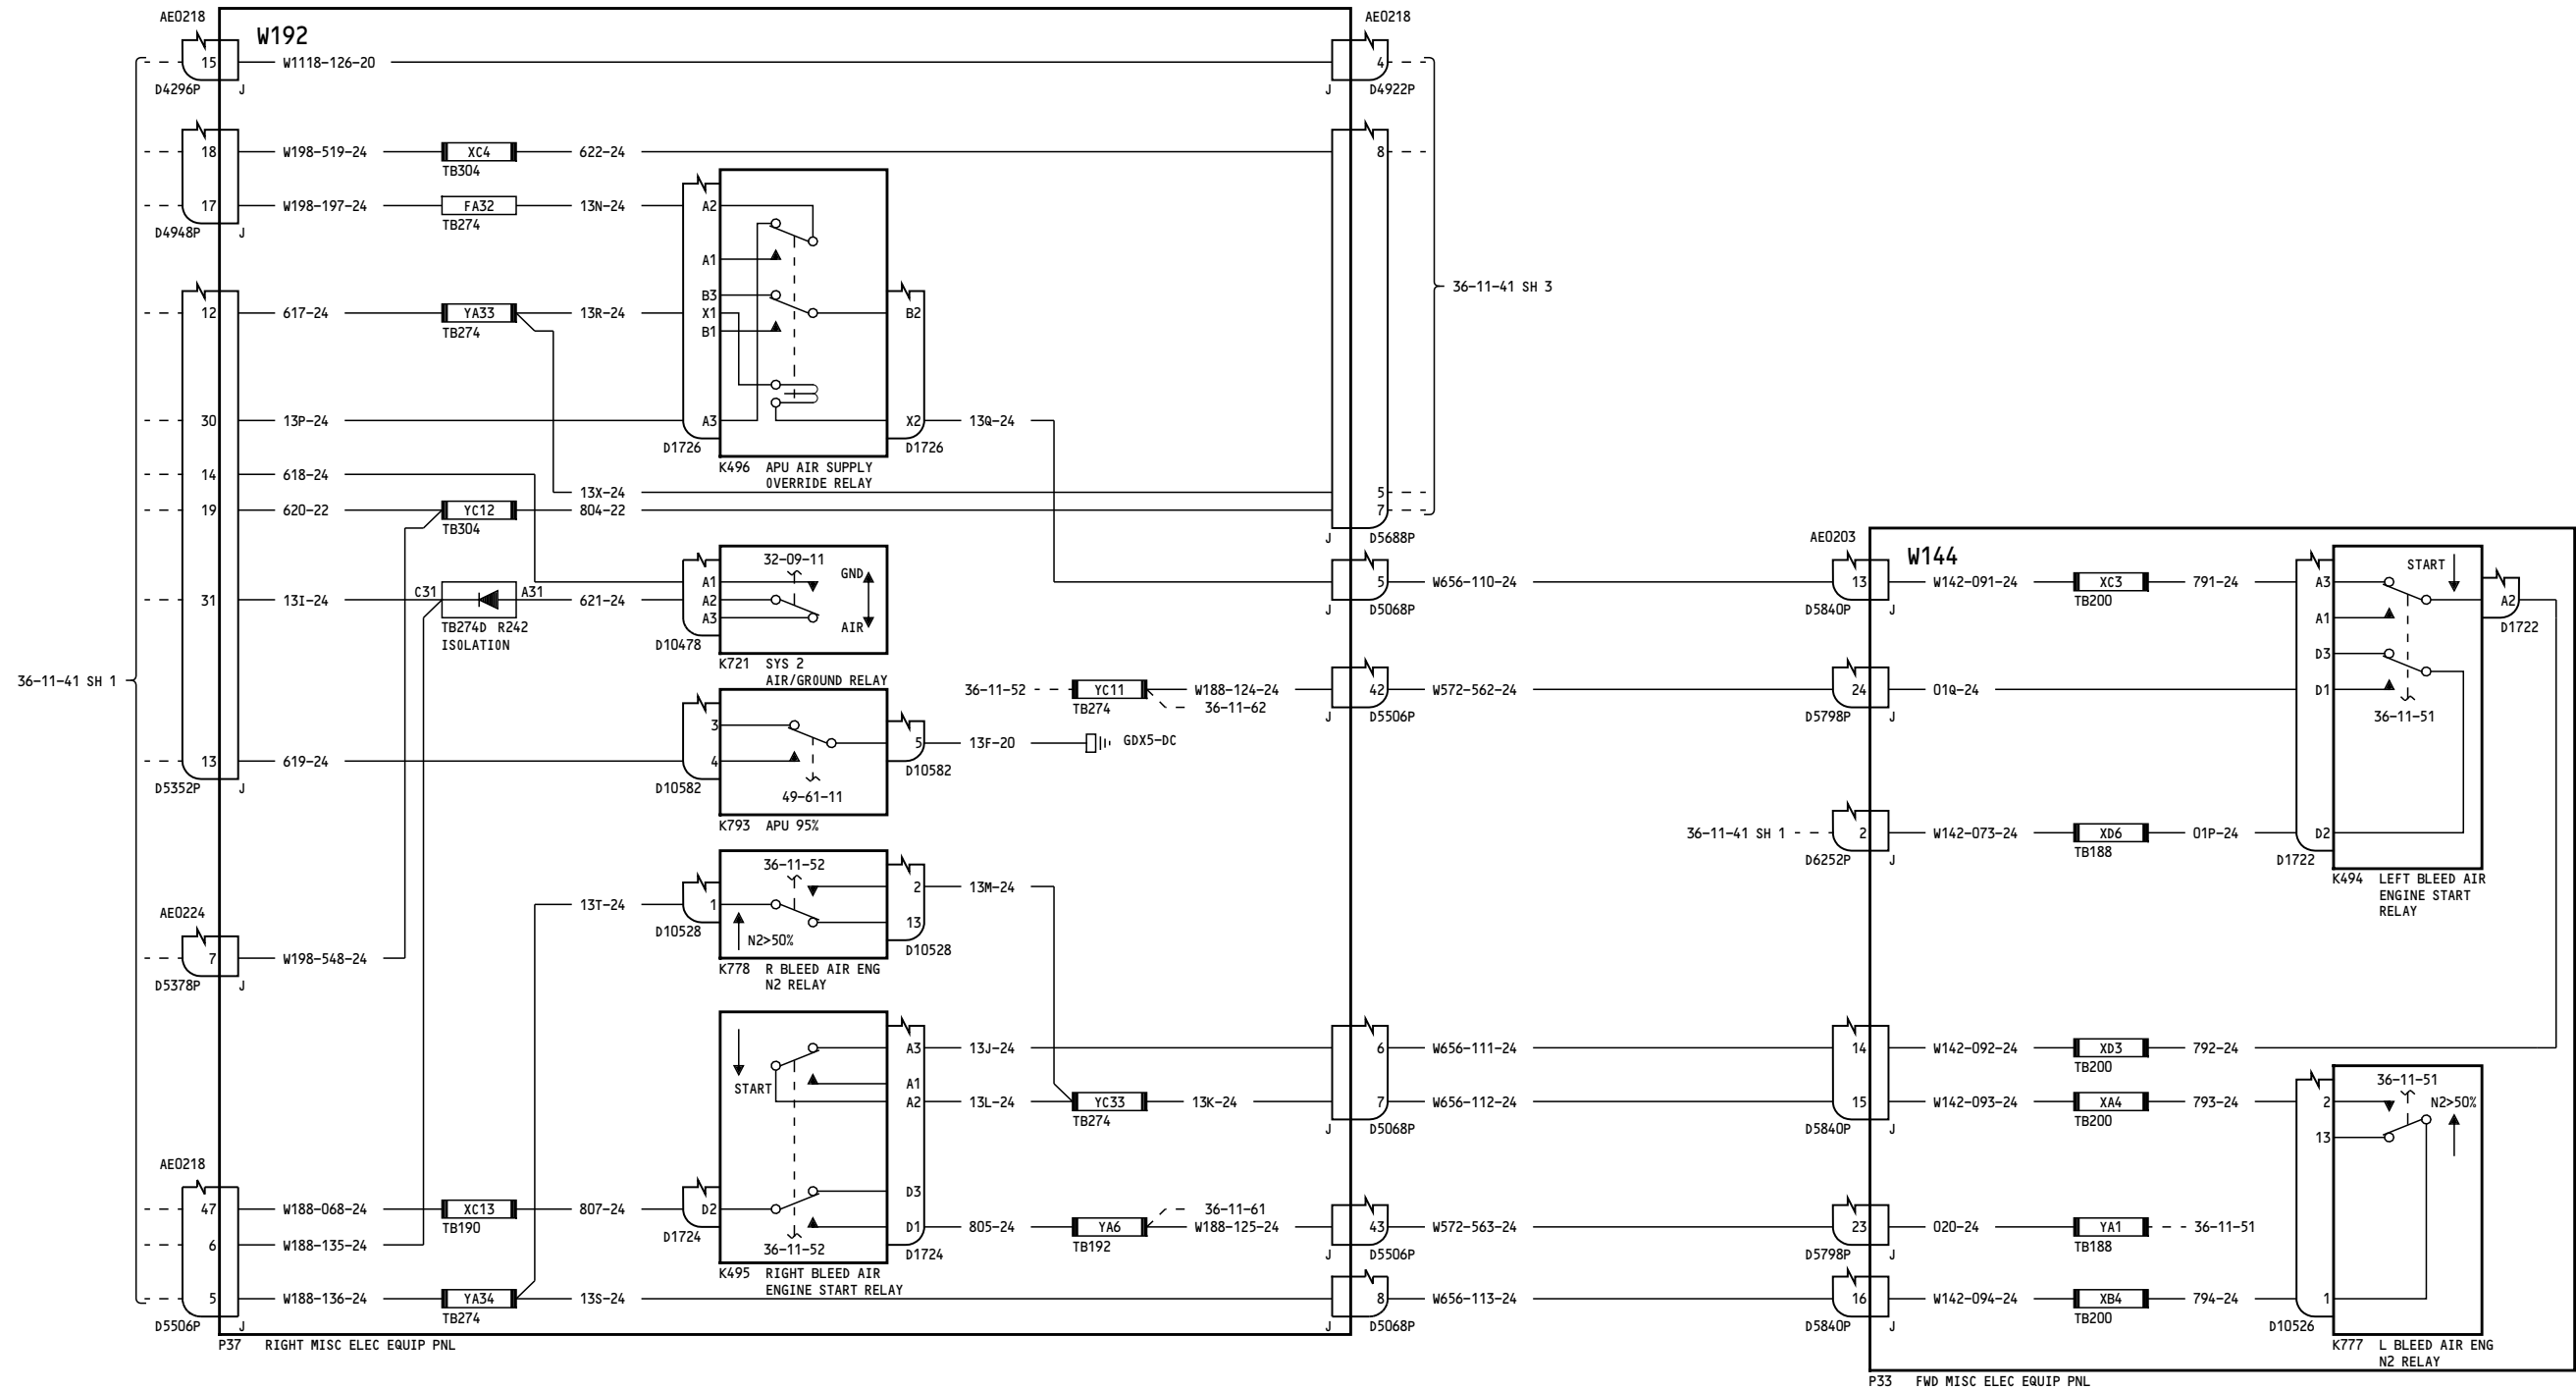 AE0218
W192
AE0218
15
W1118-126-20
4
D4296P
J
J
D4922P
18
W198-519-24
XC4
622-24
8
TB304
17
W198-197-24
FA32
13N-24
A2
TB274
D4948P
J
A1
36-11-41 SH 3
B3
12
617-24
YA33
13R-24
X1
B2
TB274
B1
30
13P-24
A3
X2
13Q-24
D1726
D1726
K496 APU AIR SUPPLY
OVERRIDE RELAY
14
618-24
13X-24
5
19
620-22
YC12
804-22
7
TB304
J
D5688P
AE0203
W144
32-09-11
GND
A1
A2
A3
AIR
31
13I-24
C31
A31
621-24
TB274D R242
ISOLATION
D10478
K721 SYS 2
AIR/GROUND RELAY
5
W656-110-24
13
W142-091-24
XC3
791-24
A3
START
A2
J
D5068P
D5840P
J
TB200
A1
D1722
D3
36-11-41 SH 1
36-11-52
YC11
W188-124-24
42
W572-562-24
24
01Q-24
D1
TB274
36-11-62
J
D5506P
D5798P
J
36-11-51
3
5
13F-20
GDX5-DC
13
619-24
4
D10582
D5352P
J
D10582
49-61-11
K793 APU 95%
36-11-41 SH 1
2
W142-073-24
XD6
01P-24
D2
D6252P
J
TB188
D1722
K494 LEFT BLEED AIR
ENGINE START
RELAY
36-11-52
2
13M-24
13T-24
1
13
N2>50%
D10528
D10528
K778 R BLEED AIR ENG
N2 RELAY
AE0224
7
W198-548-24
D5378P
J
A3
13J-24
6
W656-111-24
14
W142-092-24
XD3
792-24
TB200
START
A1
A2
13L-24
YC33
13K-24
7
W656-112-24
15
W142-093-24
XA4
793-24
TB274
J
D5068P
D5840P
J
TB200
36-11-51
2
N2>50%
13
AE0218
47
W188-068-24
XC13
807-24
D2
D3
TB190
D1724
6
W188-135-24
36-11-52
D1
805-24
YA6
36-11-61
W188-125-24
43
W572-563-24
23
020-24
YA1
36-11-51
D1724
TB192
J
D5506P
D5798P
J
TB188
K495 RIGHT BLEED AIR
ENGINE START RELAY
5
W188-136-24
YA34
13S-24
8
W656-113-24
16
W142-094-24
XB4
794-24
1
D5506P
J
TB274
J
D5068P
D5840P
J
TB200
D10526
P37 RIGHT MISC ELEC EQUIP PNL
K777 L BLEED AIR ENG
N2 RELAY
P33 FWD MISC ELEC EQUIP PNL